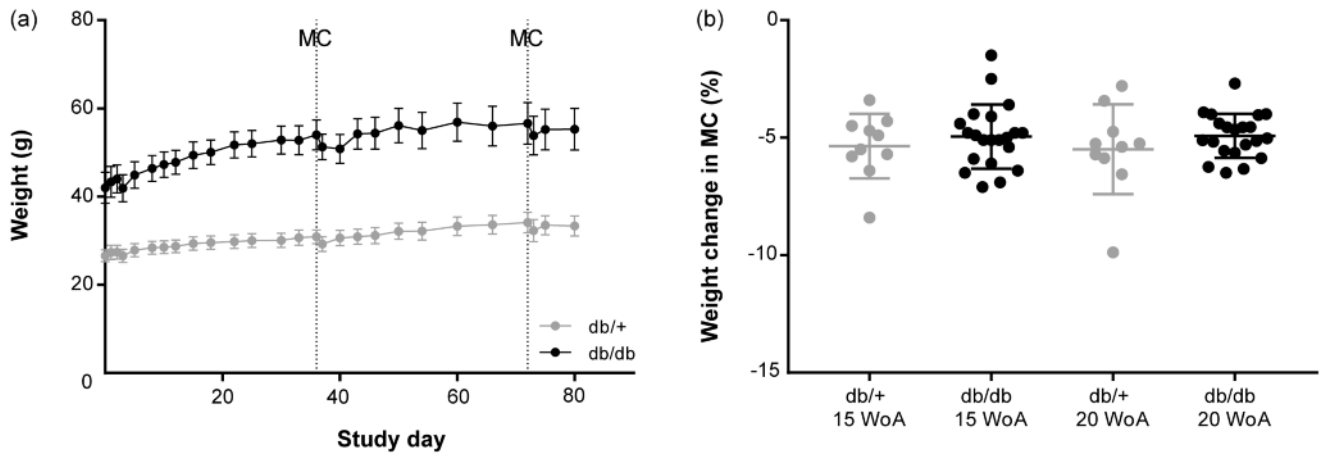 (a)
80
60
40
20
0
Weight (g)
MC
MC
db/+
db/db
20
40
60
80
Study day
(b)
0
-5
-10
-15
Weight change in MC (%)
db/+
15 WoA
db/db
15 WoA
db/+
20 WoA
db/db
20 WoA